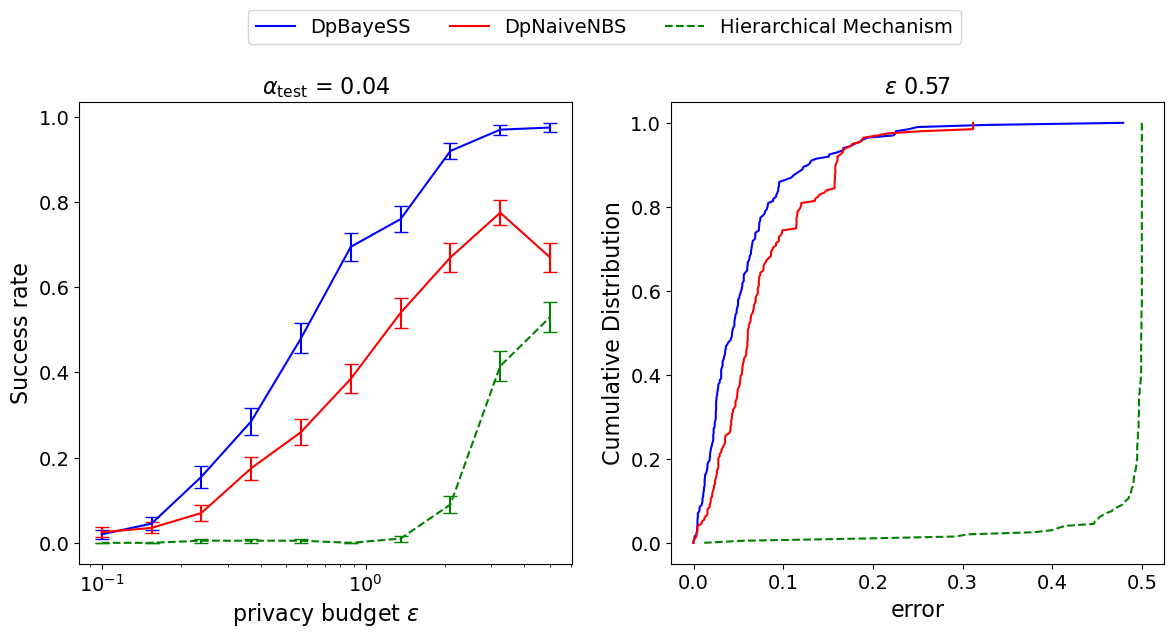 DpBayeSS DpNaiveNBS Hierarchical Mechanism
α_test = 0.04
ε 0.57
Success rate
1.0
0.8
0.6
0.4
0.2
0.0
10⁻¹ 10⁰
privacy budget ε
Cumulative Distribution
1.0
0.8
0.6
0.4
0.2
0.0
0.0 0.1 0.2 0.3 0.4 0.5
error